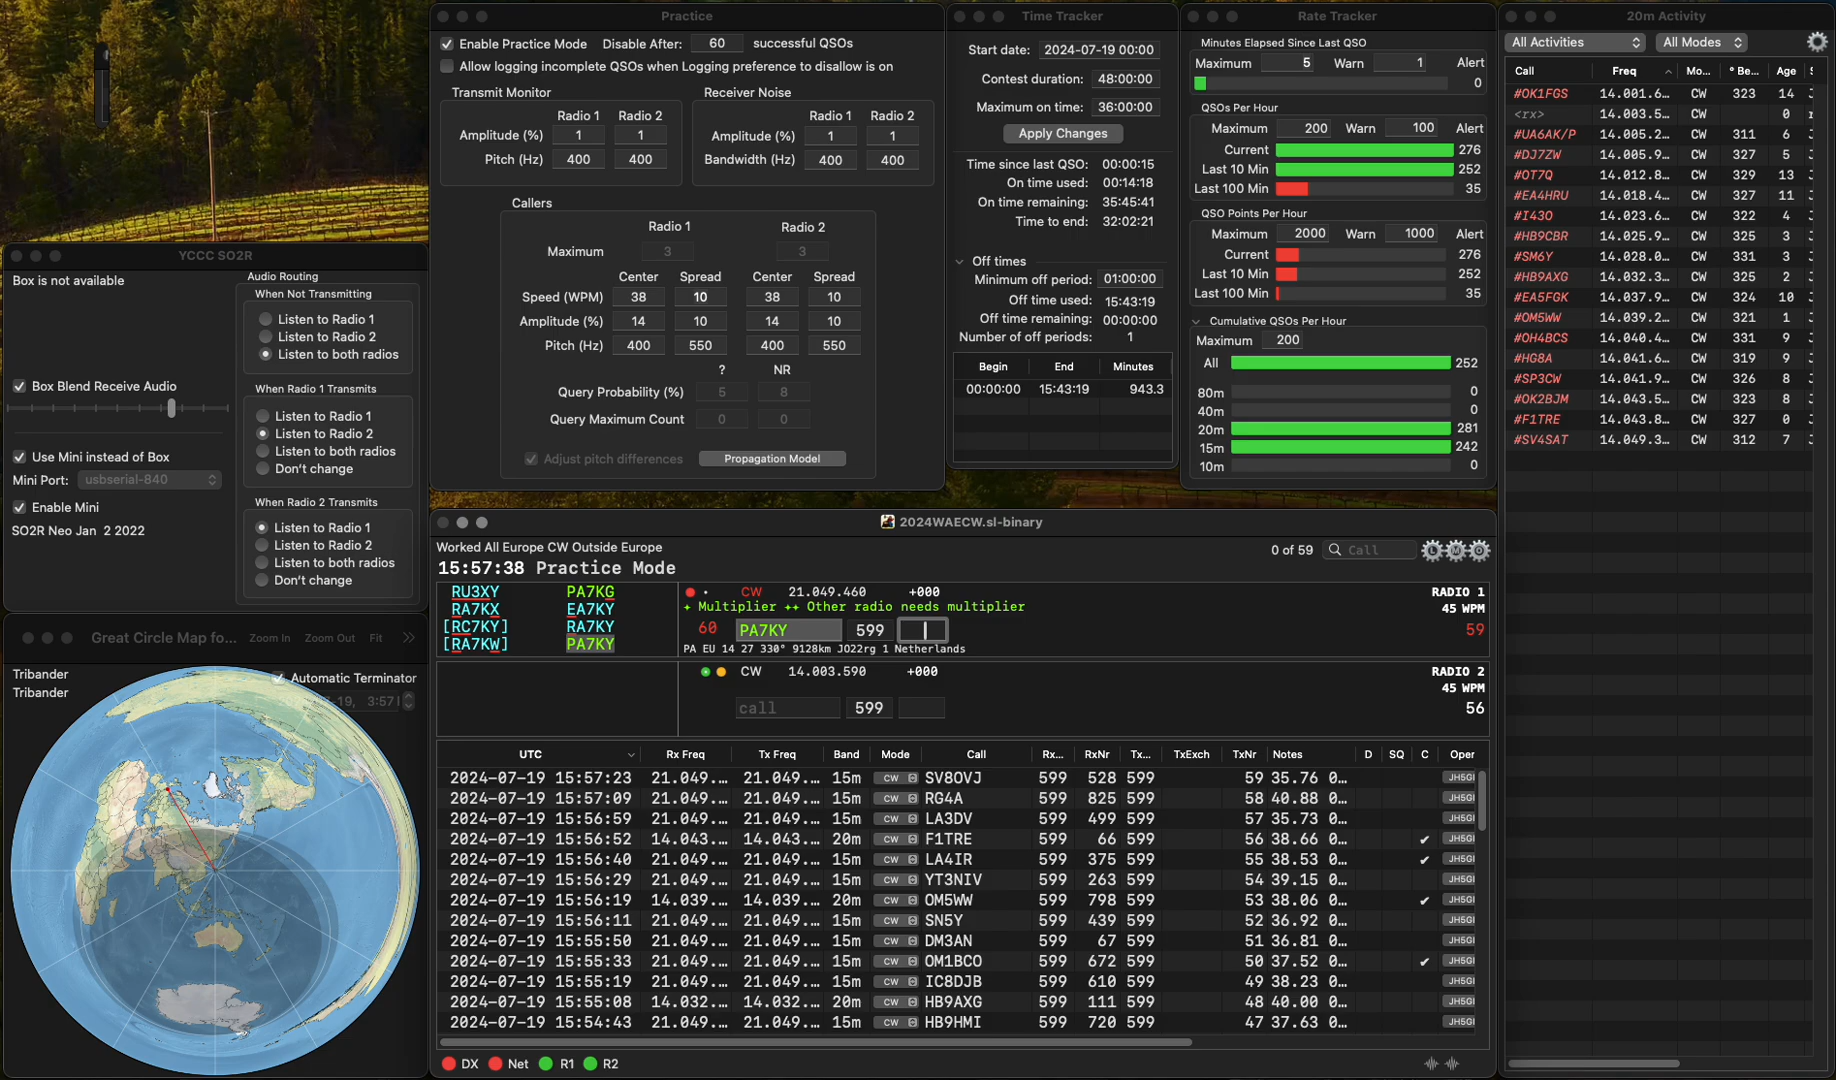 YCCC SO2R
Box is not available
Audio Routing
When Not Transmitting
Listen to Radio 1
Listen to Radio 2
Listen to both radios
Box Blend Receive Audio
When Radio 1 Transmits
Listen to Radio 1
Listen to Radio 2
Listen to both radios
Don't change
Use Mini instead of Box
Mini Port: usbserial-840
Enable Mini
SO2R Neo Jan 2 2022
When Radio 2 Transmits
Listen to Radio 1
Listen to Radio 2
Listen to both radios
Don't change
Great Circle Map fo... Zoom In Zoom Out Fit
Tribander
Tribander
Automatic Terminator
3:57
Practice
Enable Practice Mode Disable After: 60 successful QSOs
Allow logging incomplete QSOs when Logging preference to disallow is on
Transmit Monitor
Radio 1 Radio 2
Amplitude (%) 1 1
Pitch (Hz) 400 400
Receiver Noise
Radio 1 Radio 2
Amplitude (%) 1 1
Bandwidth (Hz) 400 400
Callers
Radio 1 Radio 2
Maximum 3 3
Center Spread Center Spread
Speed (WPM) 38 10 38 10
Amplitude (%) 14 10 14 10
Pitch (Hz) 400 550 400 550
? NR
Query Probability (%) 5 8
Query Maximum Count 0 0
Adjust pitch differences Propagation Model
Time Tracker
Start date: 2024-07-19 00:00
Contest duration: 48:00:00
Maximum on time: 36:00:00
Apply Changes
Time since last QSO: 00:00:15
On time used: 00:14:18
On time remaining: 35:45:41
Time to end: 32:02:21
Off times
Minimum off period: 01:00:00
Off time used: 15:43:19
Off time remaining: 00:00:00
Number of off periods: 1
Begin End Minutes
00:00:00 15:43:19 943.3
Rate Tracker
Minutes Elapsed Since Last QSO
Maximum 5 Warn 1 Alert
0
QSOs Per Hour
Maximum 200 Warn 100 Alert
Current 276
Last 10 Min 252
Last 100 Min 35
QSO Points Per Hour
Maximum 2000 Warn 1000 Alert
Current 276
Last 10 Min 252
Last 100 Min 35
Cumulative QSOs Per Hour
Maximum 200
All 252
80m 0
40m 0
20m 281
15m 242
10m 0
20m Activity
All Activities All Modes
Call Freq Mo... ° Be... Age S
#OK1FGS 14.001.6... CW 323 14 J
<rx> 14.003.5... CW 0 r
#UA6AK/P 14.005.2... CW 311 6 J
#DJ7ZW 14.005.9... CW 327 5 J
#OT7Q 14.012.8... CW 329 13 J
#EA4HRU 14.018.4... CW 327 11 J
#I43O 14.023.6... CW 322 4 J
#HB9CBR 14.025.9... CW 325 3 J
#SM6Y 14.028.0... CW 331 3 J
#HB9AXG 14.032.3... CW 325 2 J
#EA5FGK 14.037.9... CW 324 10 J
#OM5WW 14.039.2... CW 321 1 J
#OH4BCS 14.040.4... CW 331 9 J
#HG8A 14.041.6... CW 319 9 J
#SP3CW 14.041.9... CW 326 8 J
#OK2BJM 14.043.5... CW 323 8 J
#F1TRE 14.043.8... CW 327 0 J
#SV4SAT 14.049.3... CW 312 7 J
2024WAECW.sl-binary
Worked All Europe CW Outside Europe
0 of 59 Call
15:57:38 Practice Mode
RU3XY PA7KG
RA7KX EA7KY
[RC7KY] RA7KY
[RA7KW] PA7KY
CW 21.049.460 +000 RADIO 1
+ Multiplier ++ Other radio needs multiplier 45 WPM
60 PA7KY 599 59
PA EU 14 27 330° 9128km JO22rg 1 Netherlands
CW 14.003.590 +000 RADIO 2
45 WPM
call 599 56
UTC Rx Freq Tx Freq Band Mode Call Rx... RxNr Tx... TxExch TxNr Notes D SQ C Oper
2024-07-19 15:57:23 21.049.... 21.049.... 15m CW SV8OVJ 599 528 599 59 35.76 0... JH5G
2024-07-19 15:57:09 21.049.... 21.049.... 15m CW RG4A 599 825 599 58 40.88 0... JH5G
2024-07-19 15:56:59 21.049.... 21.049.... 15m CW LA3DV 599 499 599 57 35.73 0... JH5G
2024-07-19 15:56:52 14.043.... 14.043.... 20m CW F1TRE 599 66 599 56 38.66 0... ✔ JH5G
2024-07-19 15:56:40 21.049.... 21.049.... 15m CW LA4IR 599 375 599 55 38.53 0... ✔ JH5G
2024-07-19 15:56:29 21.049.... 21.049.... 15m CW YT3NIV 599 263 599 54 39.15 0... JH5G
2024-07-19 15:56:19 14.039.... 14.039.... 20m CW OM5WW 599 798 599 53 38.06 0... ✔ JH5G
2024-07-19 15:56:11 21.049.... 21.049.... 15m CW SN5Y 599 439 599 52 36.92 0... JH5G
2024-07-19 15:55:50 21.049.... 21.049.... 15m CW DM3AN 599 67 599 51 36.81 0... JH5G
2024-07-19 15:55:33 21.049.... 21.049.... 15m CW OM1BCO 599 672 599 50 37.52 0... ✔ JH5G
2024-07-19 15:55:19 21.049.... 21.049.... 15m CW IC8DJB 599 610 599 49 38.23 0... JH5G
2024-07-19 15:55:08 14.032.... 14.032.... 20m CW HB9AXG 599 111 599 48 40.00 0... JH5G
2024-07-19 15:54:43 21.049.... 21.049.... 15m CW HB9HMI 599 720 599 47 37.63 0... JH5G
DX Net R1 R2